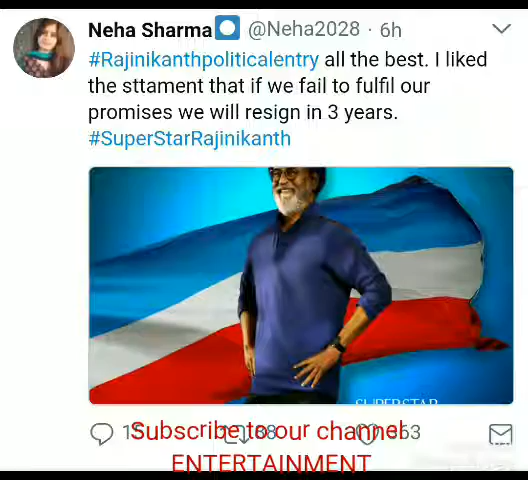 Neha Sharma @Neha2028 · 6h
#Rajinikanthpoliticalentry all the best. I liked
the sttament that if we fail to fulfil our
promises we will resign in 3 years.
#SuperStarRajinikanth
SUPERSTAR
Subscribe to our channel
ENTERTAINMENT